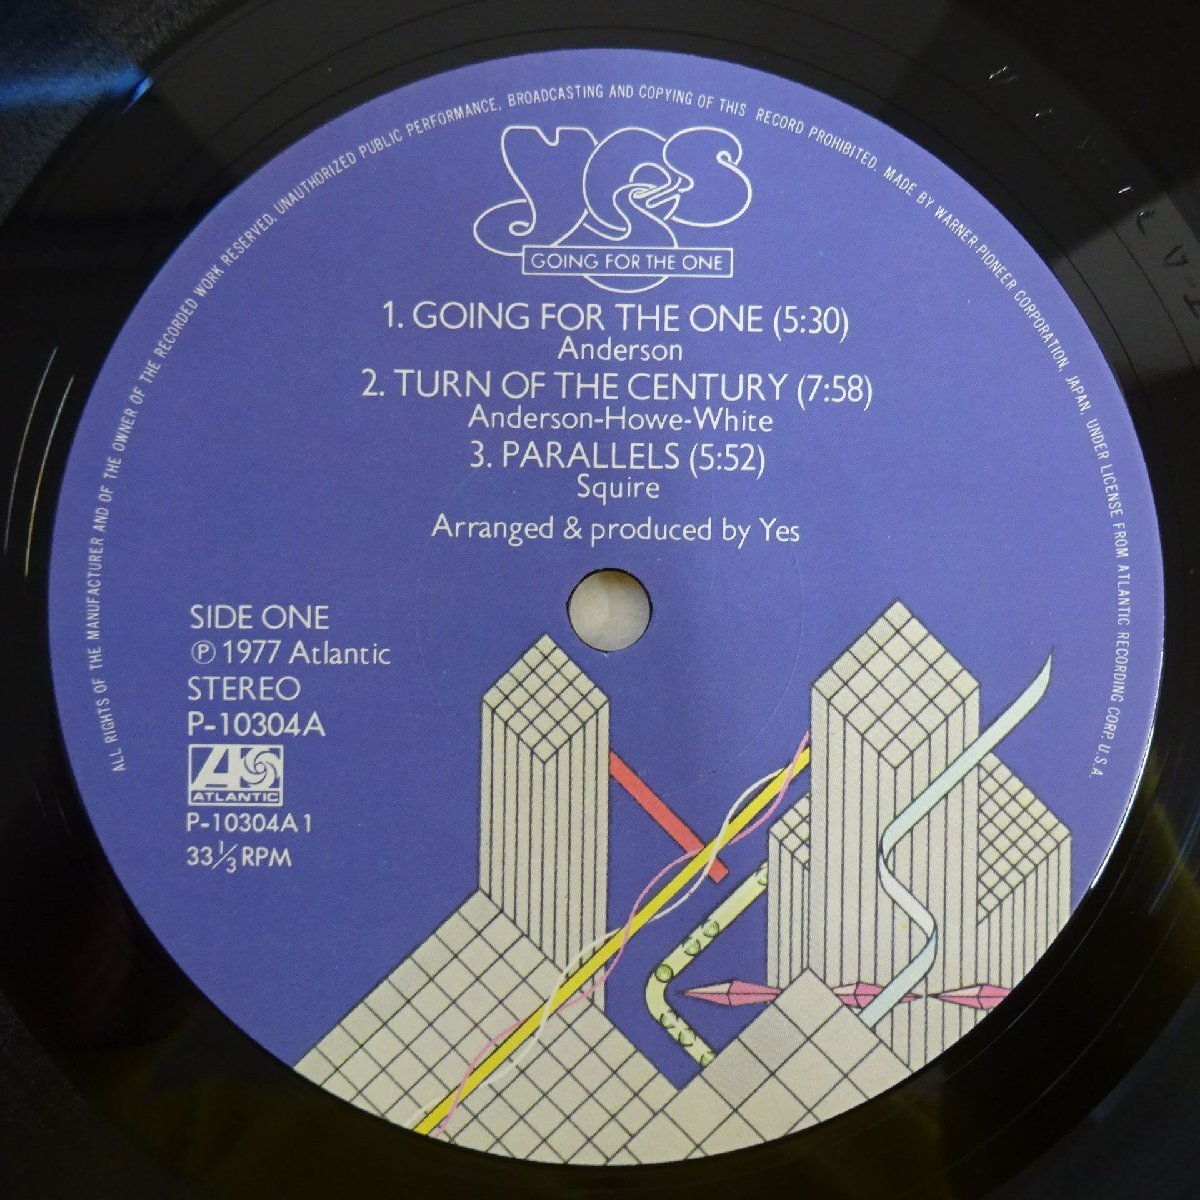 ALL RIGHTS OF THE MANUFACTURER AND OF THE OWNER OF THE RECORDED WORK RESERVED. UNAUTHORIZED PUBLIC PERFORMANCE, BROADCASTING AND COPYING OF THIS RECORD PROHIBITED. MADE BY WARNER-PIONEER CORPORATION, JAPAN, UNDER LICENSE FROM ATLANTIC RECORDING CORP. U.S.A.
YES
GOING FOR THE ONE
1. GOING FOR THE ONE (5:30)
Anderson
2. TURN OF THE CENTURY (7:58)
Anderson-Howe-White
3. PARALLELS (5:52)
Squire
Arranged & produced by Yes
SIDE ONE
℗ 1977 Atlantic
STEREO
P-10304A
ATLANTIC
P-10304A1
33⅓ RPM